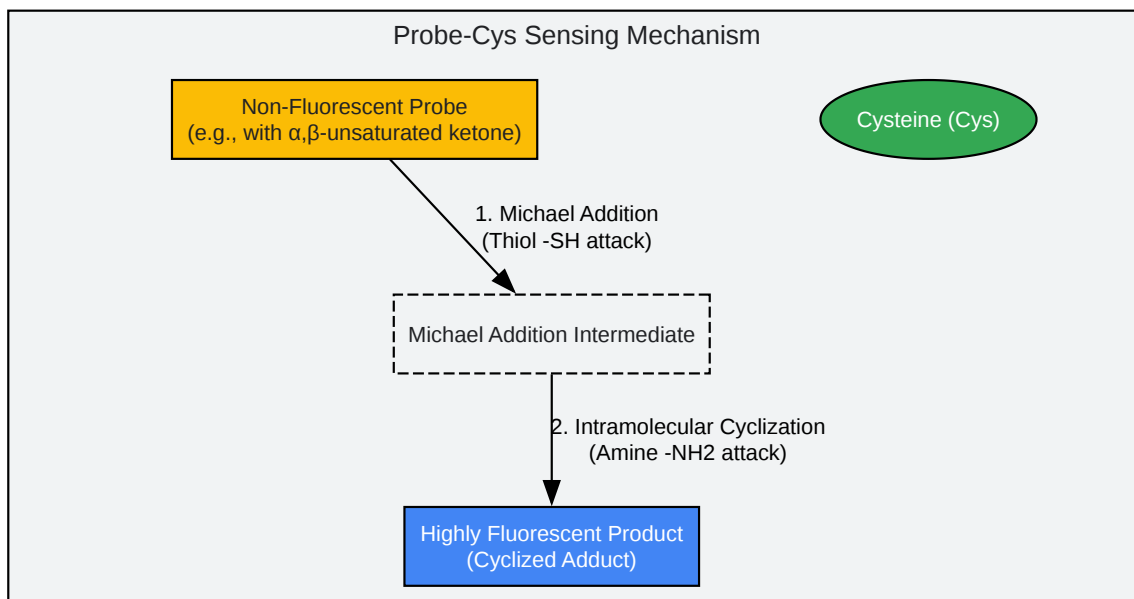 Probe-Cys Sensing Mechanism
Non-Fluorescent Probe
(e.g., with α,β-unsaturated ketone)
Cysteine (Cys)
1. Michael Addition
(Thiol -SH attack)
Michael Addition Intermediate
2. Intramolecular Cyclization
(Amine -NH2 attack)
Highly Fluorescent Product
(Cyclized Adduct)